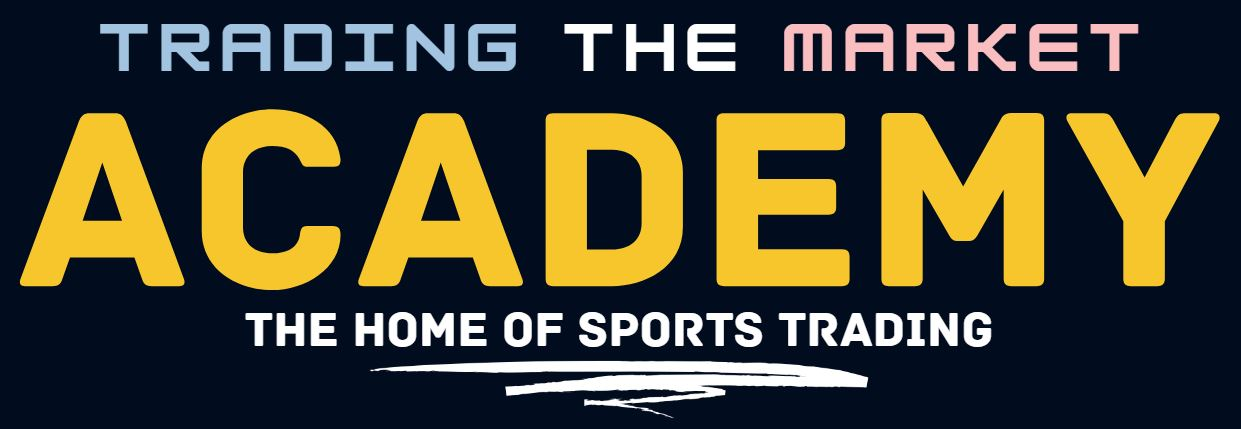 TRADING THE MARKET
ACADEMY
THE HOME OF SPORTS TRADING